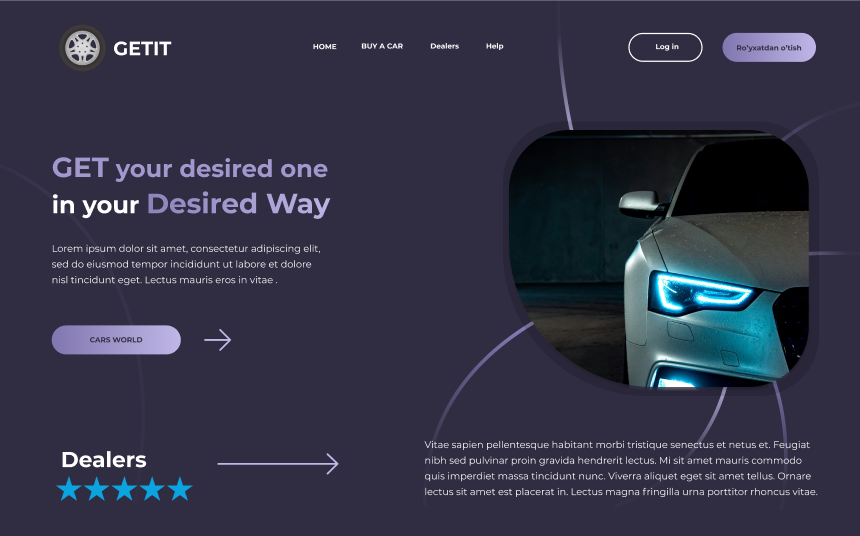 GETIT
HOME
BUY A CAR
Dealers
Help
Log in
Ro'yxatdan o'tish
GET your desired one
in your Desired Way
Lorem ipsum dolor sit amet, consectetur adipiscing elit,
sed do eiusmod tempor incididunt ut labore et dolore
nisl tincidunt eget. Lectus mauris eros in vitae .
CARS WORLD
Dealers
Vitae sapien pellentesque habitant morbi tristique senectus et netus et. Feugiat
nibh sed pulvinar proin gravida hendrerit lectus. Mi sit amet mauris commodo
quis imperdiet massa tincidunt nunc. Viverra aliquet eget sit amet tellus. Ornare
lectus sit amet est placerat in. Lectus magna fringilla urna porttitor rhoncus vitae.